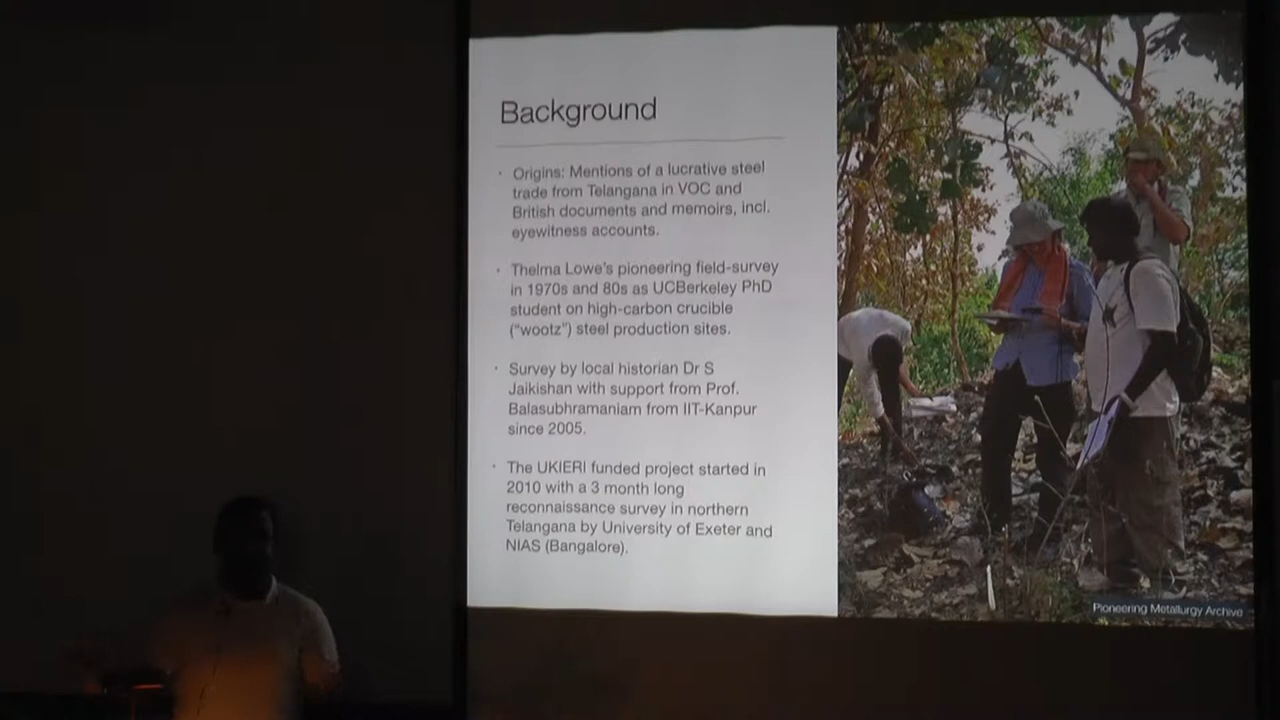 Background
· Origins: Mentions of a lucrative steel
trade from Telangana in VOC and
British documents and memoirs, incl.
eyewitness accounts.
· Thelma Lowe's pioneering field-survey
in 1970s and 80s as UCBerkeley PhD
student on high-carbon crucible
("wootz") steel production sites.
· Survey by local historian Dr S
Jaikishan with support from Prof.
Balasubhramaniam from IIT-Kanpur
since 2005.
· The UKIERI funded project started in
2010 with a 3 month long
reconnaissance survey in northern
Telangana by University of Exeter and
NIAS (Bangalore).
Pioneering Metallurgy Archive